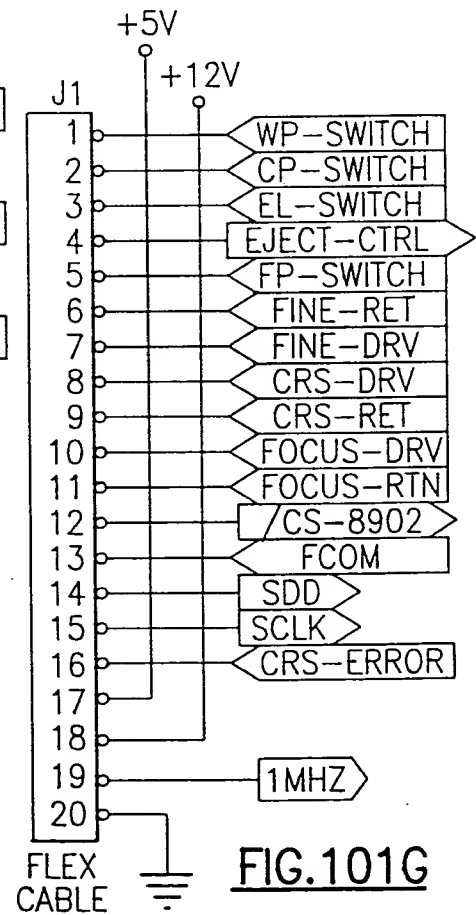 +5V
+12V
J1
1 WP-SWITCH
2 CP-SWITCH
3 EL-SWITCH
4 EJECT-CTRL
5 FP-SWITCH
6 FINE-RET
7 FINE-DRV
8 CRS-DRV
9 CRS-RET
10 FOCUS-DRV
11 FOCUS-RTN
12 /CS-8902
13 FCOM
14 SDD
15 SCLK
16 CRS-ERROR
17
18
19 1MHZ
20
FLEX
CABLE
FIG.101G